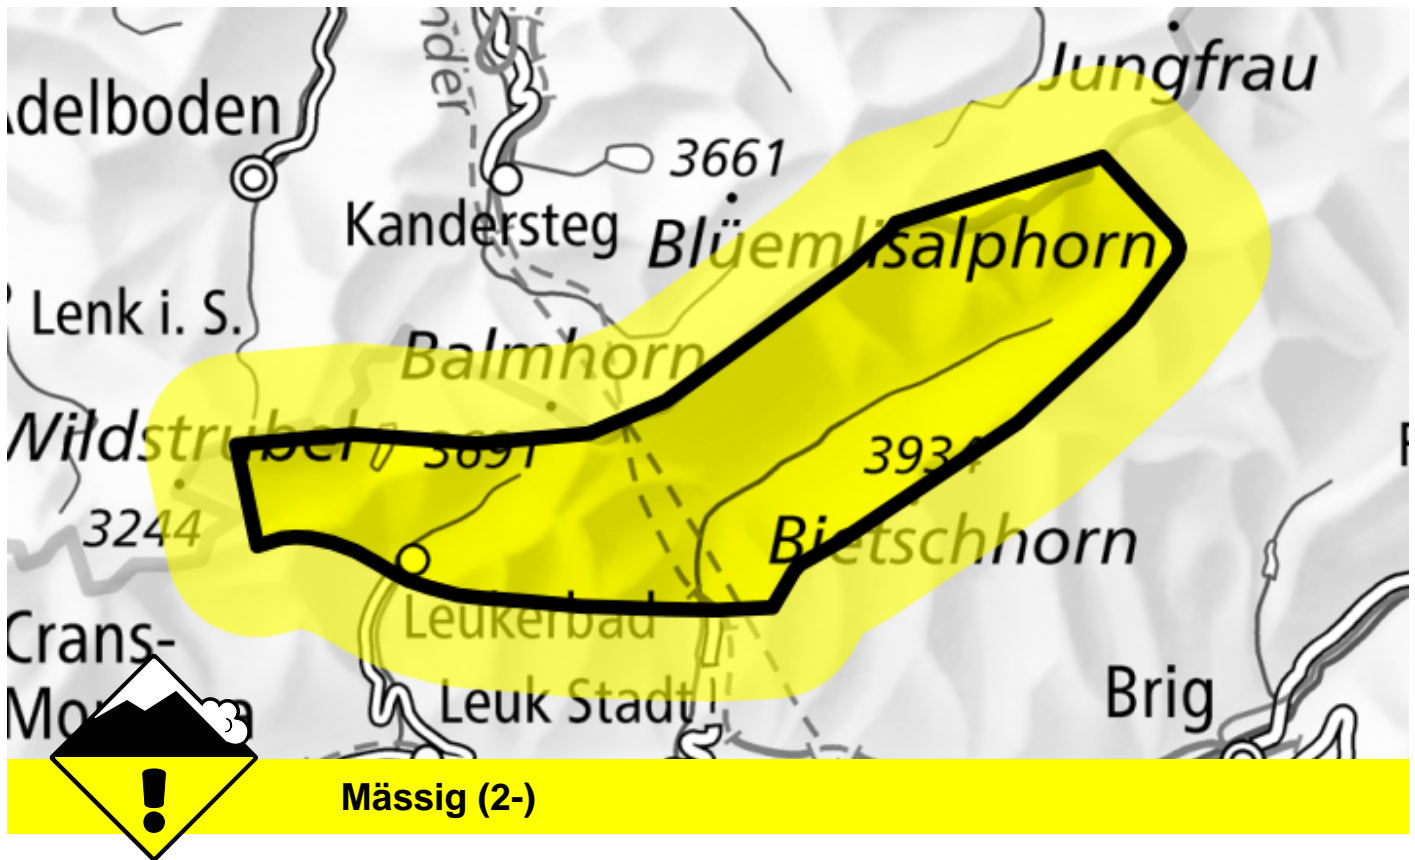 Jungfrau
delboden
3661
Kandersteg
Blüemlisalphorn
Lenk i. S.
Balmhorn
Wildstrubel
3691
3934
3244
Bietschhorn
Leukerbad
Crans-
Leuk Stadt
Brig
Mässig (2-)